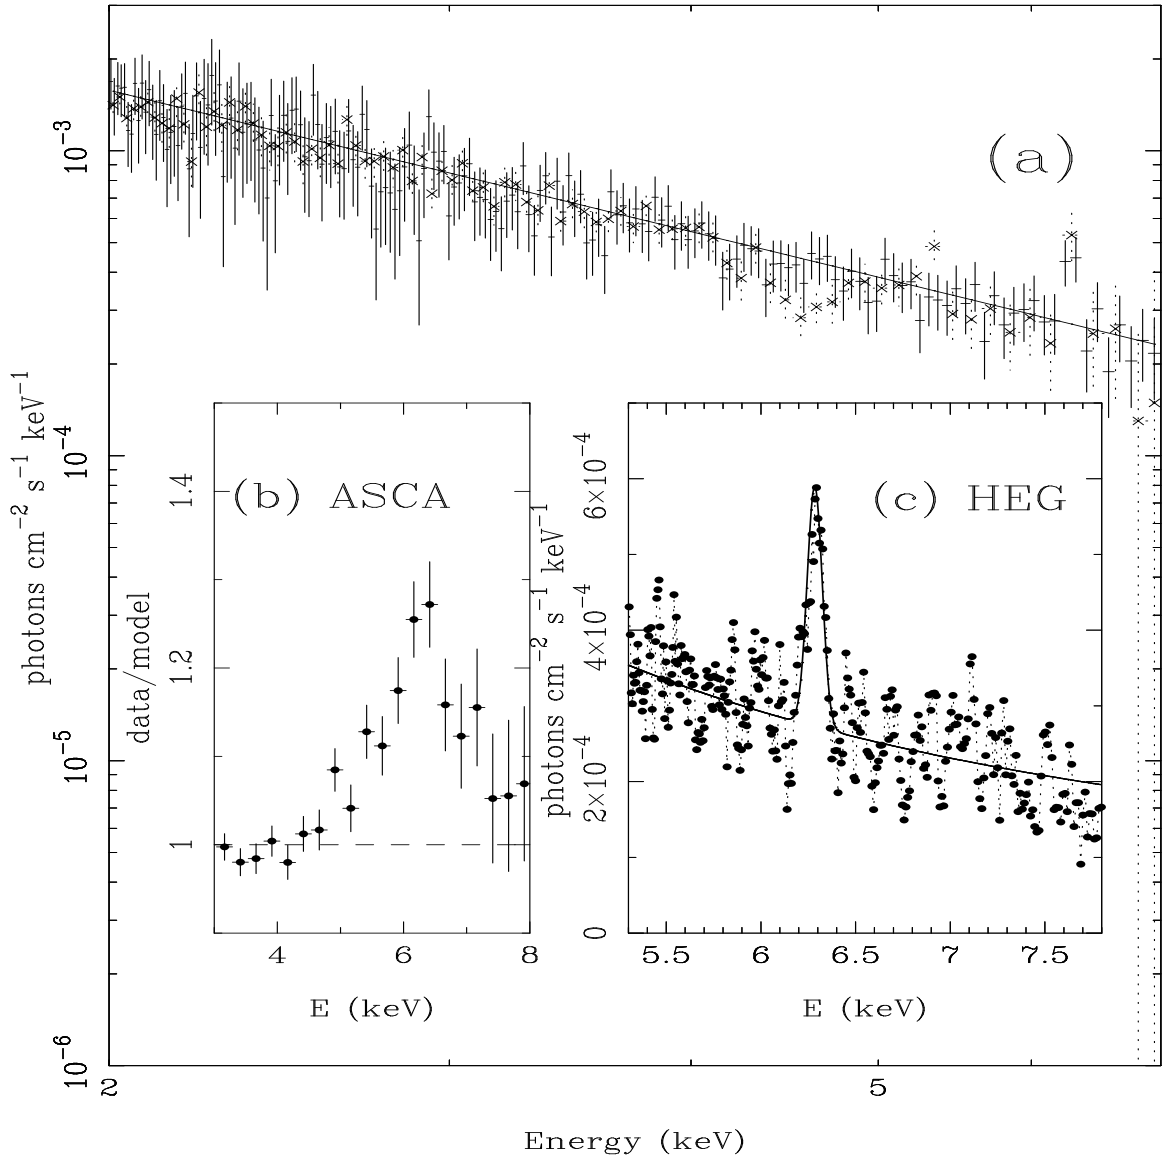 (a)
10⁻³
10⁻⁴
10⁻⁵
10⁻⁶
photons cm⁻² s⁻¹ keV⁻¹
2
5
Energy (keV)
(b) ASCA
1.4
1.2
1
data/model
4
6
8
E (keV)
(c) HEG
6×10⁻⁴
4×10⁻⁴
2×10⁻⁴
0
photons cm⁻² s⁻¹ keV⁻¹
5.5
6
6.5
7
7.5
E (keV)